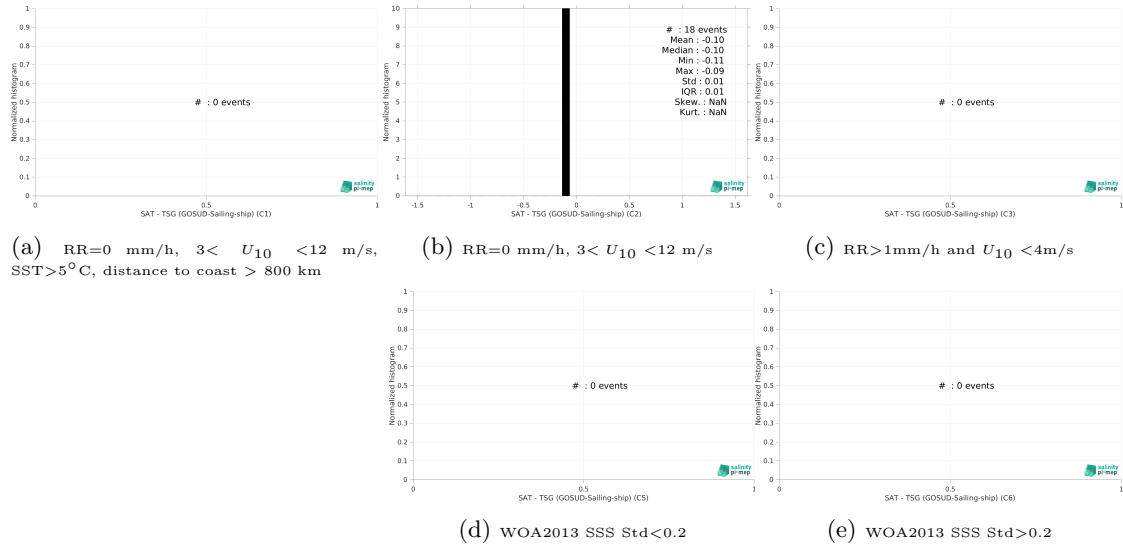 1
0.9
0.8
0.7
0.6
0.5
0.4
0.3
0.2
0.1
0
Normalized histogram
# : 0 events
salinity
pi-mep
0 0.5 1
SAT - TSG (GOSUD-Sailing-ship) (C1)
(a) RR=0 mm/h, 3< U10 <12 m/s,
SST>5°C, distance to coast > 800 km
10
9
8
7
6
5
4
3
2
1
0
Normalized histogram
# : 18 events
Mean : -0.10
Median : -0.10
Min : -0.11
Max : -0.09
Std : 0.01
IQR : 0.01
Skew. : NaN
Kurt. : NaN
salinity
pi-mep
-1.5 -1 -0.5 0 0.5 1 1.5
SAT - TSG (GOSUD-Sailing-ship) (C2)
(b) RR=0 mm/h, 3< U10 <12 m/s
1
0.9
0.8
0.7
0.6
0.5
0.4
0.3
0.2
0.1
0
Normalized histogram
# : 0 events
salinity
pi-mep
0 0.5 1
SAT - TSG (GOSUD-Sailing-ship) (C3)
(c) RR>1mm/h and U10 <4m/s
1
0.9
0.8
0.7
0.6
0.5
0.4
0.3
0.2
0.1
0
Normalized histogram
# : 0 events
salinity
pi-mep
0 0.5 1
SAT - TSG (GOSUD-Sailing-ship) (C5)
(d) WOA2013 SSS Std<0.2
1
0.9
0.8
0.7
0.6
0.5
0.4
0.3
0.2
0.1
0
Normalized histogram
# : 0 events
salinity
pi-mep
0 0.5 1
SAT - TSG (GOSUD-Sailing-ship) (C6)
(e) WOA2013 SSS Std>0.2